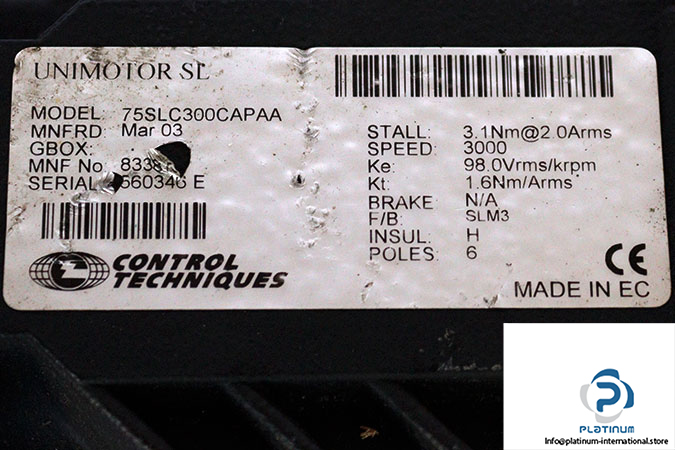 UNIMOTOR SL
MODEL: 75SLC300CAPAA
MNFRD: Mar 03
GBOX:
MNF No
SERIAL E
CONTROL
TECHNIQUES
STALL: 3.1Nm@2.0Arms
SPEED: 3000
Ke: 98.0Vrms/krpm
Kt: 1.6Nm/Arms
BRAKE N/A
F/B: SLM3
INSUL: H
POLES: 6
CE
MADE IN EC
PLATINUM
Info@platinum-international.store